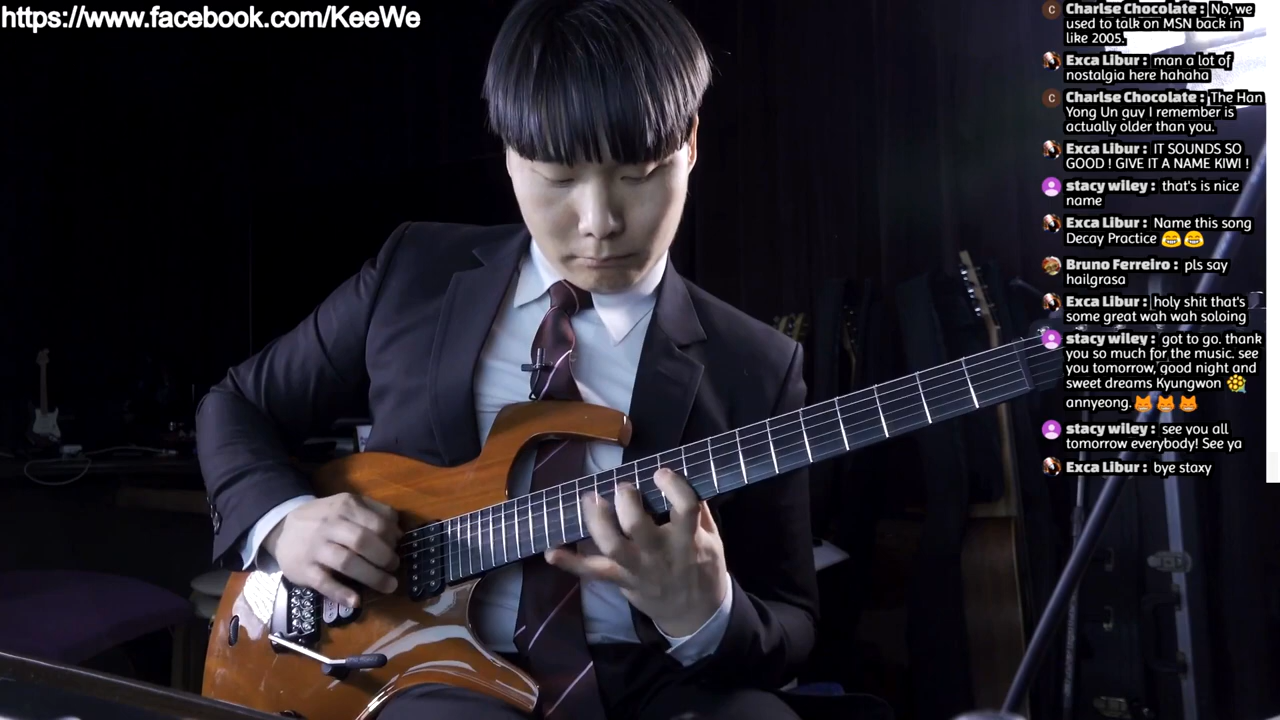 https://www.facebook.com/KeeWe
Charlse Chocolate : No, we
used to talk on MSN back in
like 2005.
Exca Libur : man a lot of
nostalgia here hahaha
C
Charlse Chocolate : The Han
Yong Un guy I remember is
actually older than you.
Exca Libur : IT SOUNDS SO
GOOD ! GIVE IT A NAME KIWI !
stacy wiley : that's is nice
name
Exca Libur : Name this song
Decay Practice 😁😁
Bruno Ferreiro : pls say
hailgrasa
Exca Libur : holy shit that's
some great wah wah soloing
stacy wiley : got to go. thank
you so much for the music. see
you tomorrow, good night and
sweet dreams Kyungwon
annyeong.
stacy wiley : see you all
tomorrow everybody! See ya
Exca Libur : bye staxy